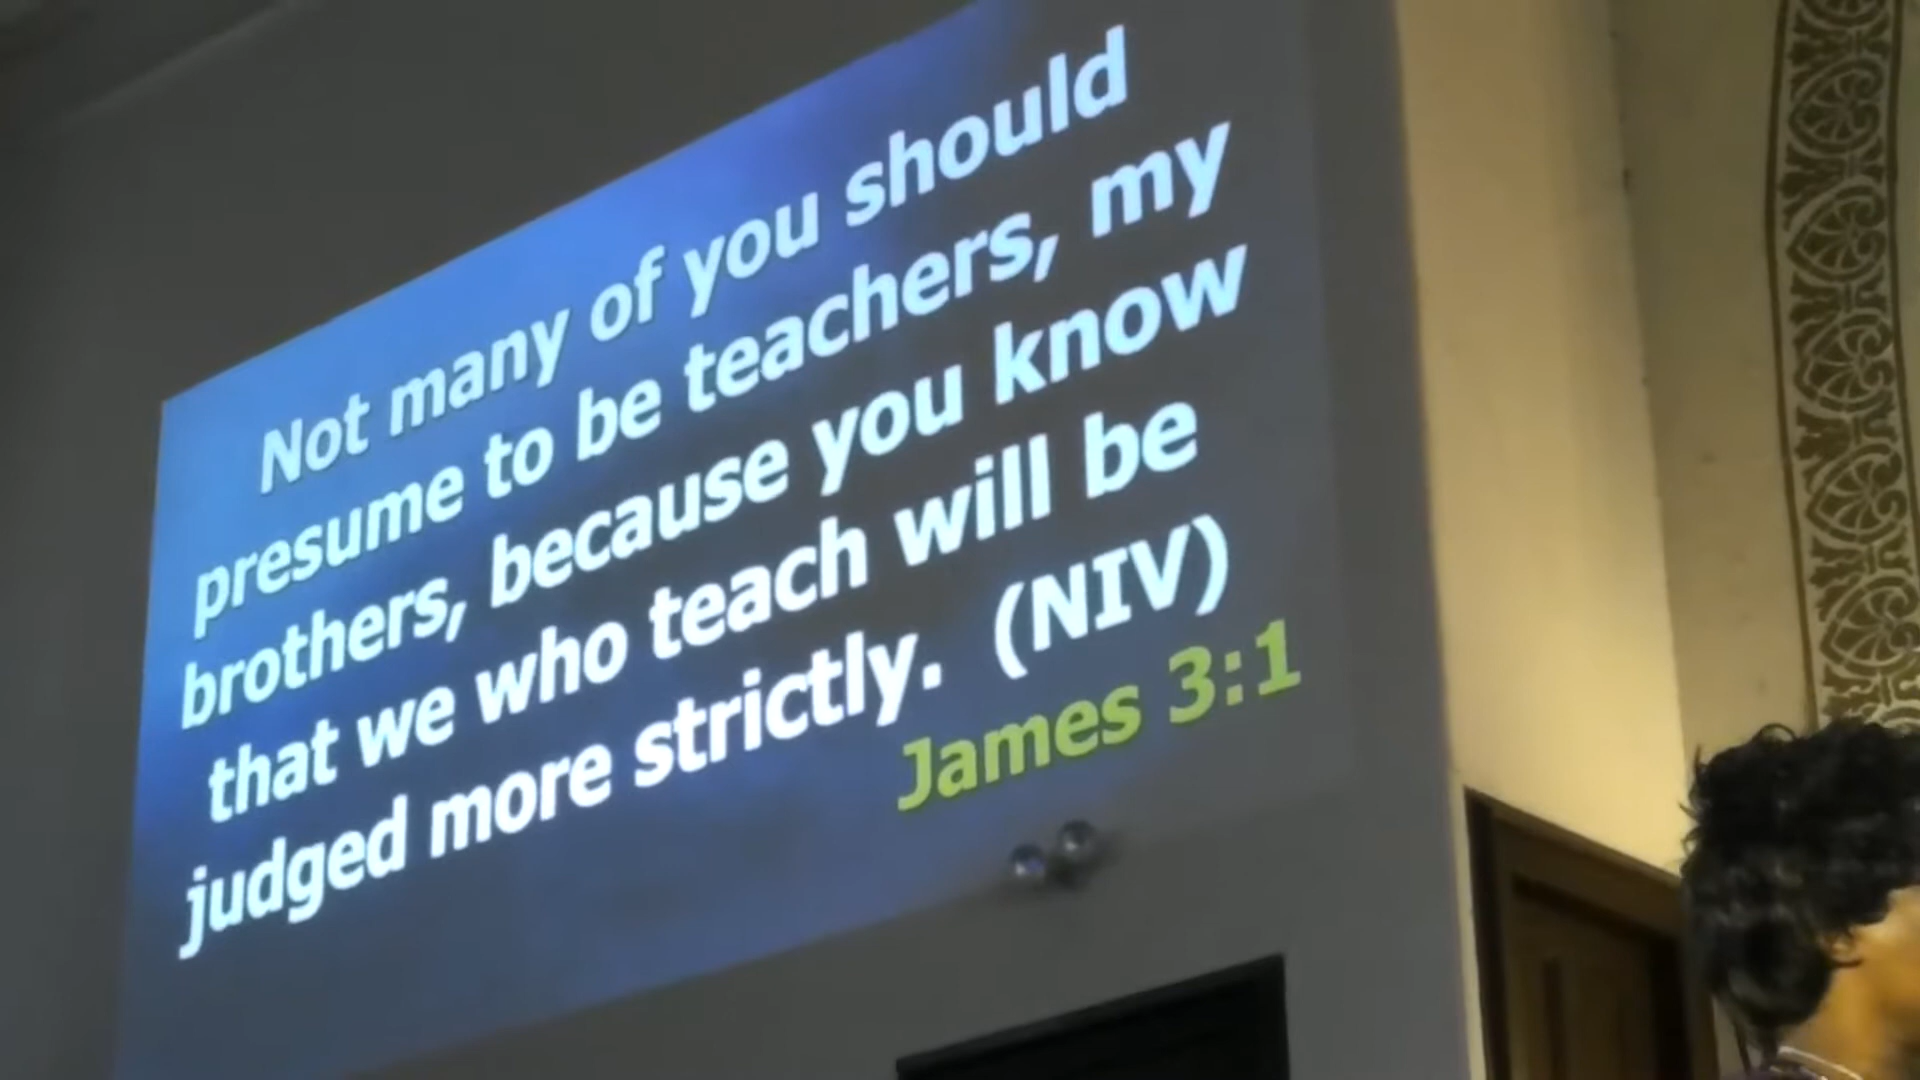 Not many of you should
presume to be teachers, my
brothers, because you know
that we who teach will be
judged more strictly. (NIV)
James 3:1